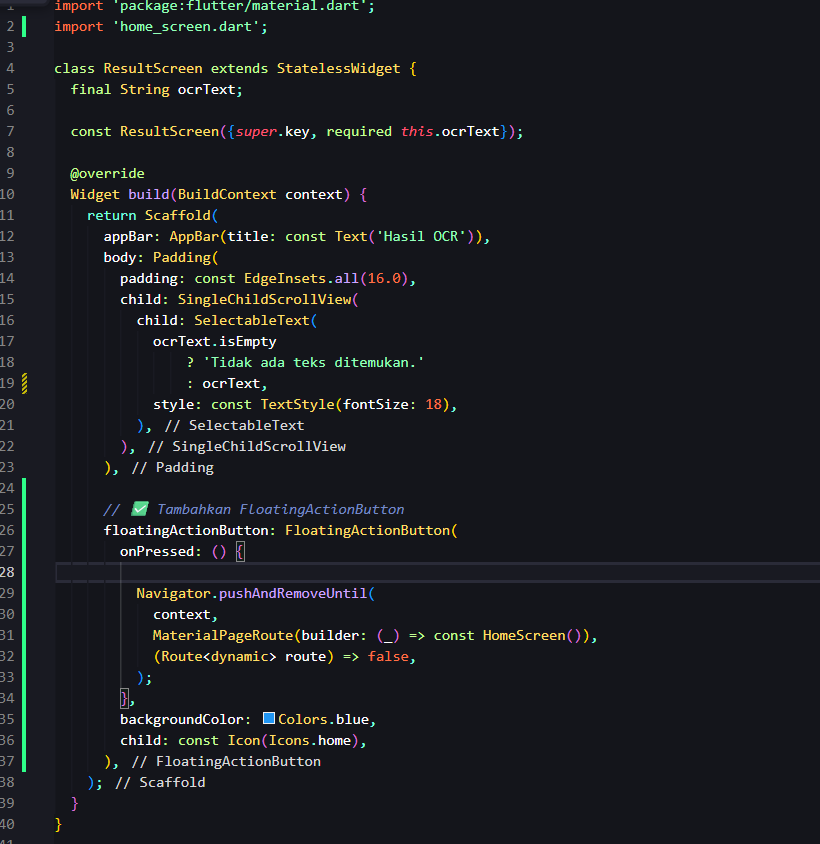 1 import 'package:flutter/material.dart';
2 import 'home_screen.dart';
3
4 class ResultScreen extends StatelessWidget {
5   final String ocrText;
6
7   const ResultScreen({super.key, required this.ocrText});
8
9   @override
10   Widget build(BuildContext context) {
11     return Scaffold(
12       appBar: AppBar(title: const Text('Hasil OCR')),
13       body: Padding(
14         padding: const EdgeInsets.all(16.0),
15         child: SingleChildScrollView(
16           child: SelectableText(
17             ocrText.isEmpty
18                 ? 'Tidak ada teks ditemukan.'
19                 : ocrText,
20             style: const TextStyle(fontSize: 18),
21           ), // SelectableText
22         ), // SingleChildScrollView
23       ), // Padding
24
25       // ✅ Tambahkan FloatingActionButton
26       floatingActionButton: FloatingActionButton(
27         onPressed: () {
28
29           Navigator.pushAndRemoveUntil(
30             context,
31             MaterialPageRoute(builder: (_) => const HomeScreen()),
32             (Route<dynamic> route) => false,
33           );
34         },
35         backgroundColor: Colors.blue,
36         child: const Icon(Icons.home),
37       ), // FloatingActionButton
38     ); // Scaffold
39   }
40 }
41